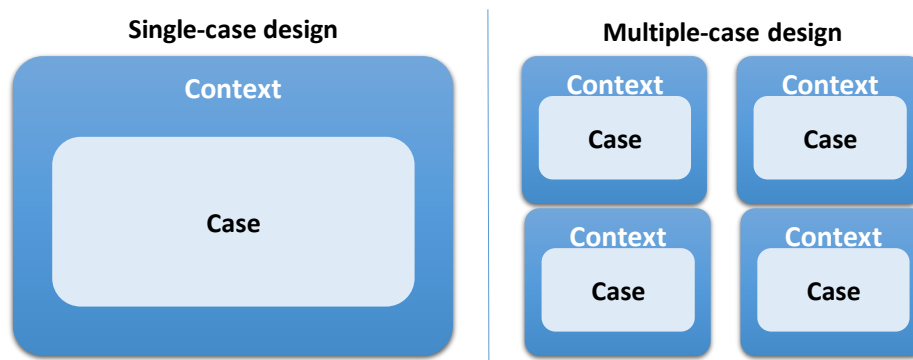 Single-case design
Context
Case
Multiple-case design
Context
Case
Context
Case
Context
Case
Context
Case